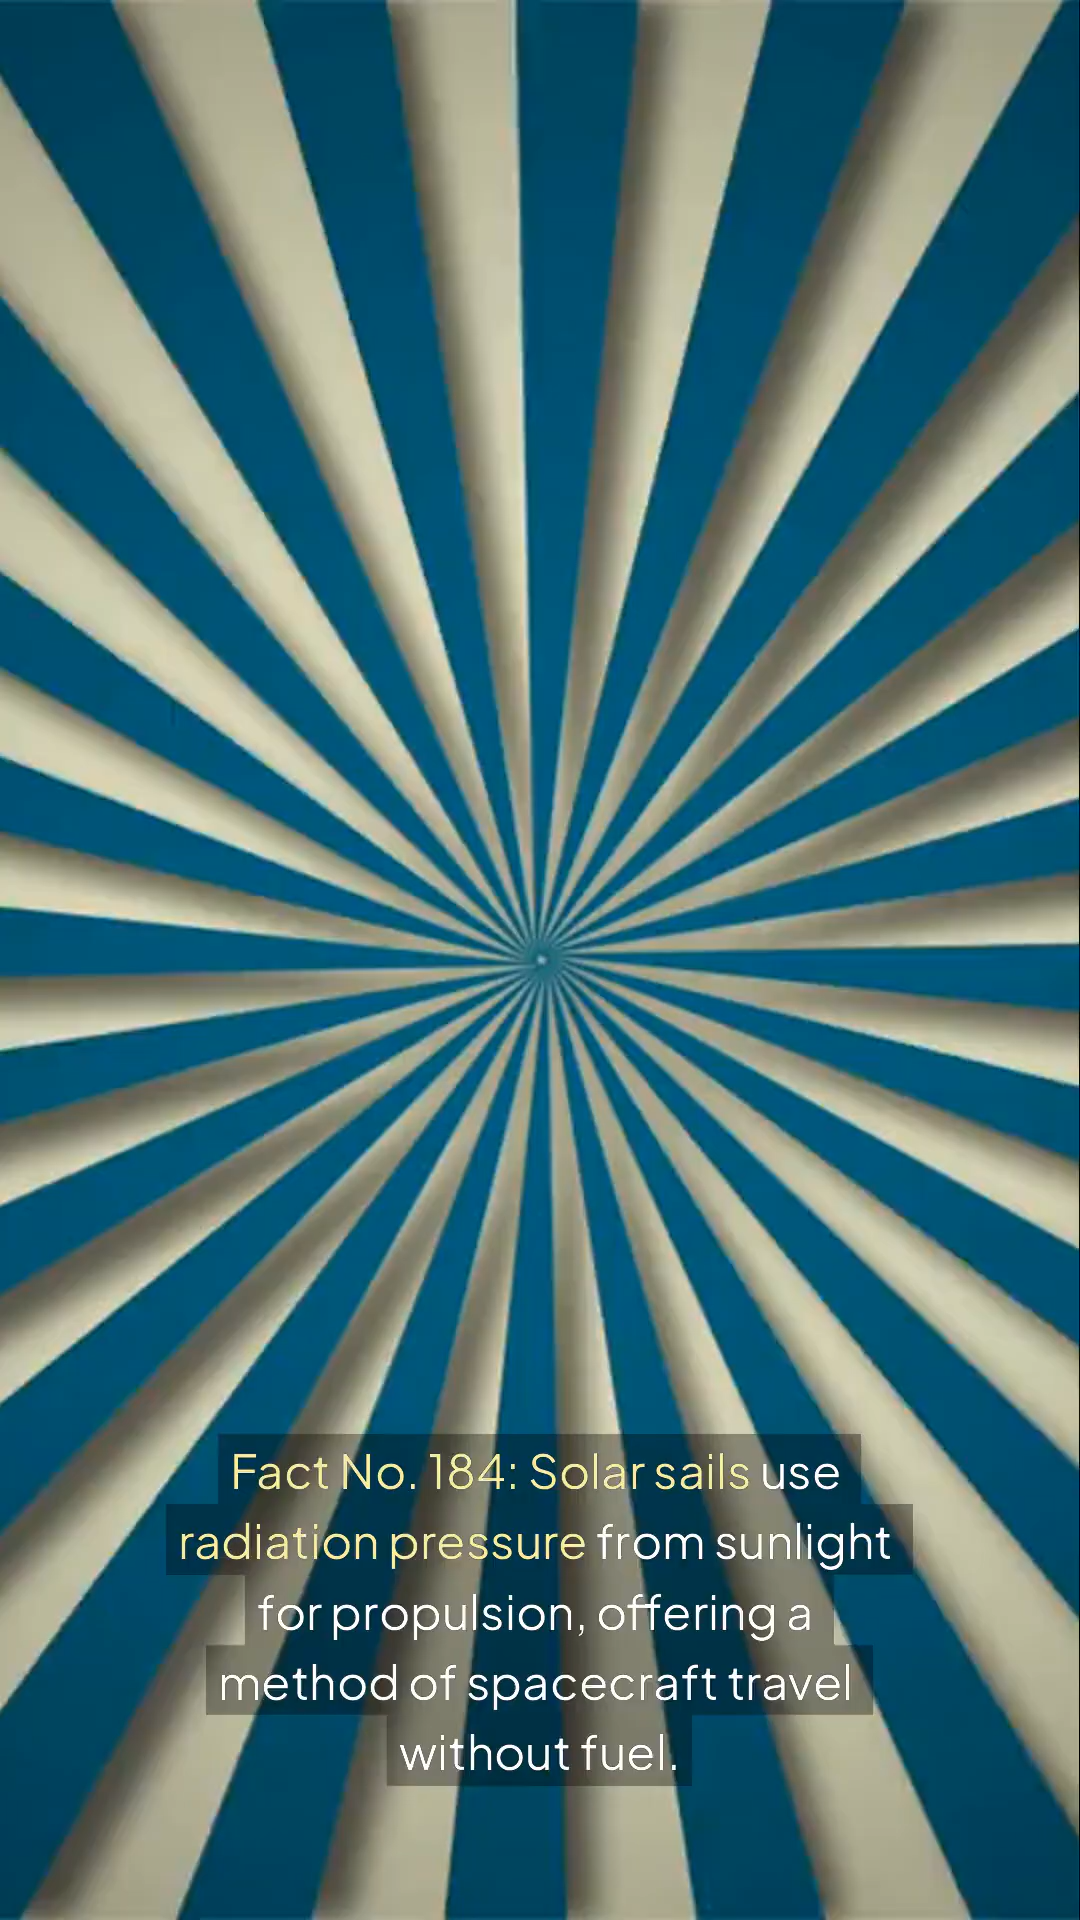 Fact No. 184: Solar sails use
radiation pressure from sunlight
for propulsion, offering a
method of spacecraft travel
without fuel.